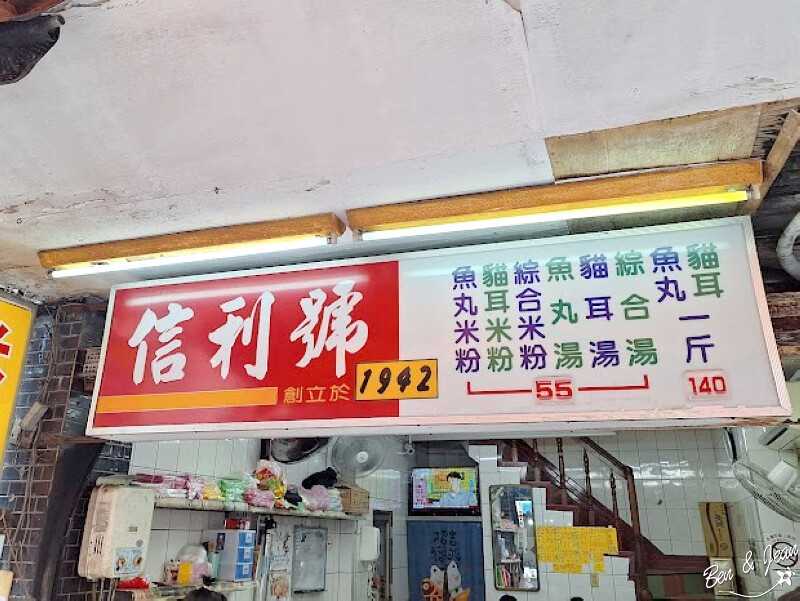 信利號
創立於 1942
魚丸米粉
貓耳米粉
綜合米粉
魚丸湯
貓耳湯
綜合湯
55
魚丸一斤
貓耳
140
Ben & Jean